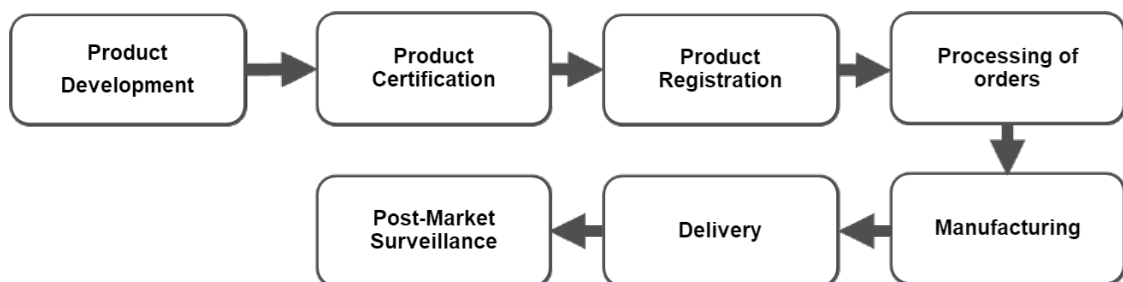 Product
Development
Product
Certification
Product
Registration
Processing of
orders
Manufacturing
Delivery
Post-Market
Surveillance